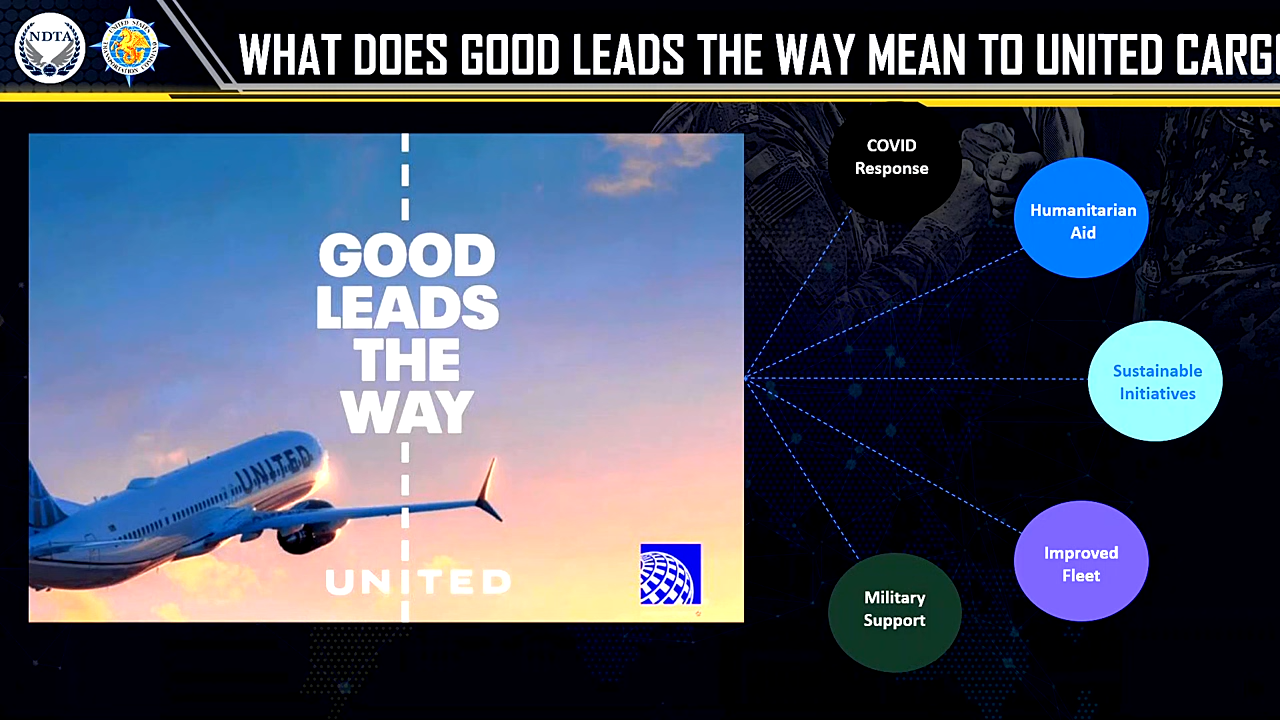 NDTA
WHAT DOES GOOD LEADS THE WAY MEAN TO UNITED CARG
GOOD
LEADS
THE
WAY
UNITED
UNITED
COVID
Response
Humanitarian
Aid
Sustainable
Initiatives
Improved
Fleet
Military
Support